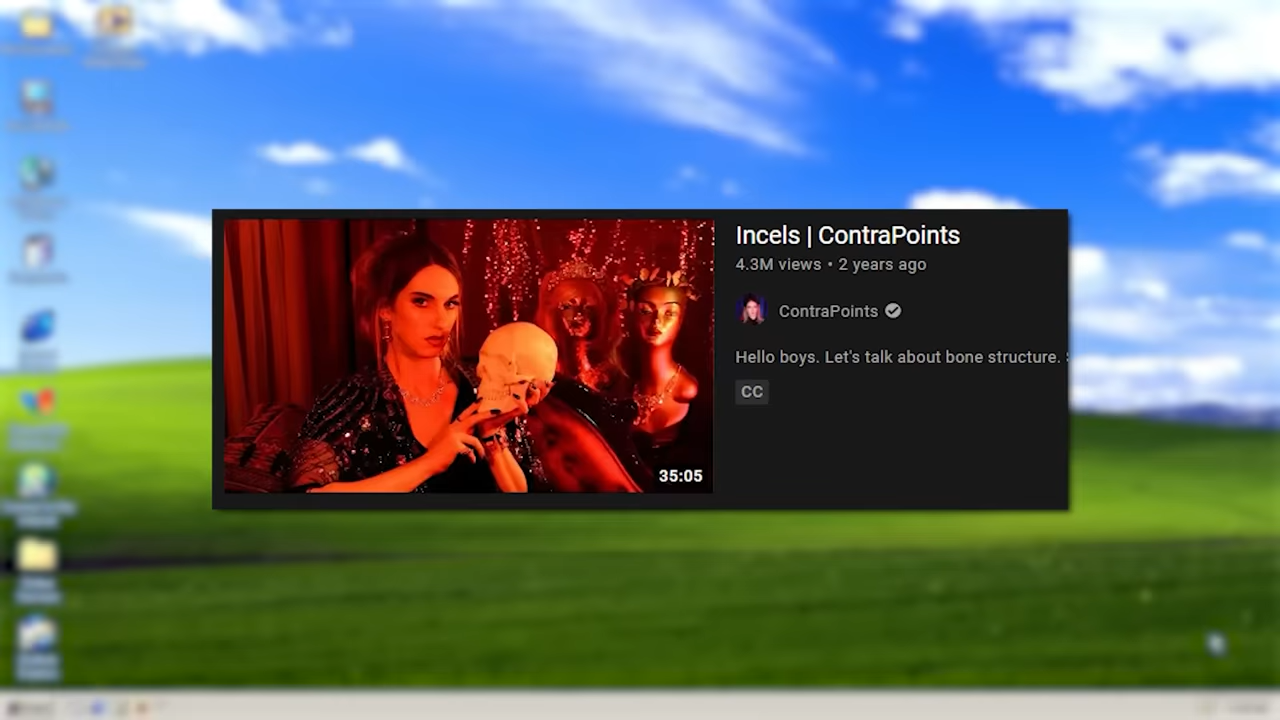 Incels | ContraPoints
4.3M views • 2 years ago
ContraPoints
Hello boys. Let's talk about bone structure.
CC
35:05